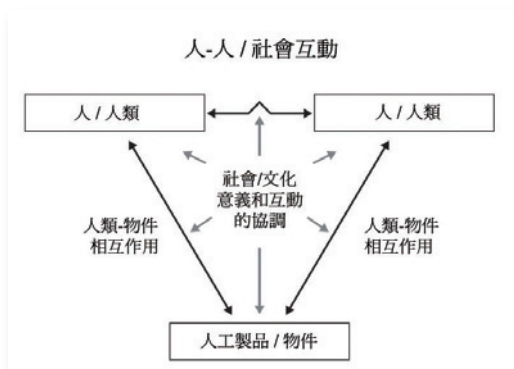 人-人 / 社會互動
人 / 人類
人 / 人類
社會/文化
意義和互動
的協調
人類-物件
相互作用
人類-物件
相互作用
人工製品 / 物件